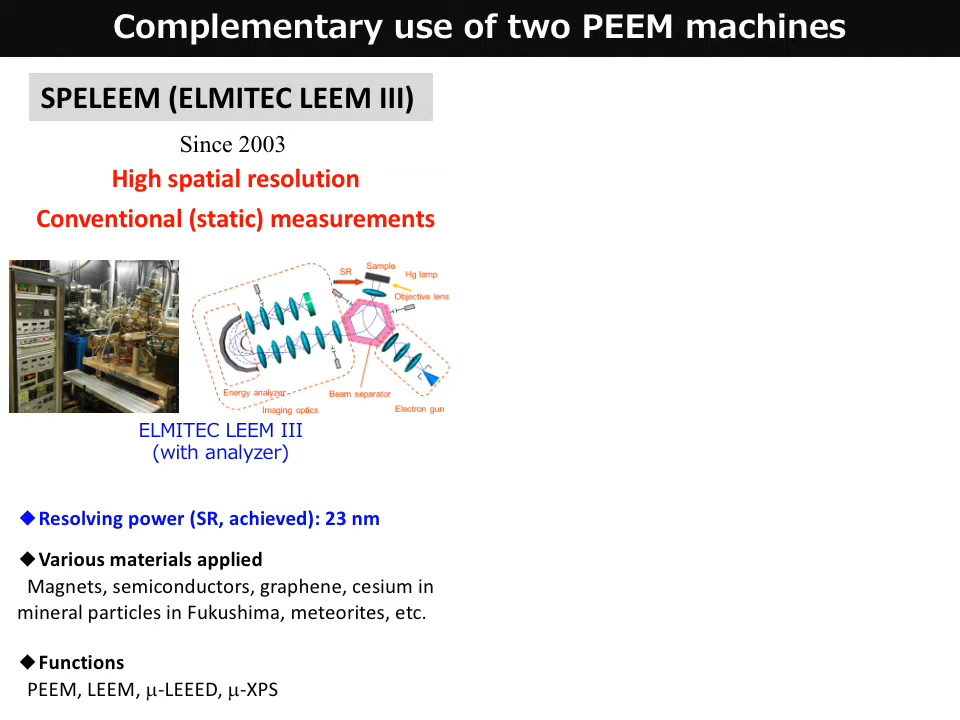 Complementary use of two PEEM machines
SPELEEM (ELMITEC LEEM III)
Since 2003
High spatial resolution
Conventional (static) measurements
SR
Sample
Hg lamp
Objective lens
Energy analyzer
Beam separator
Imaging optics
Electron gun
ELMITEC LEEM III
(with analyzer)
◆Resolving power (SR, achieved): 23 nm
◆Various materials applied
Magnets, semiconductors, graphene, cesium in
mineral particles in Fukushima, meteorites, etc.
◆Functions
PEEM, LEEM, μ-LEEED, μ-XPS